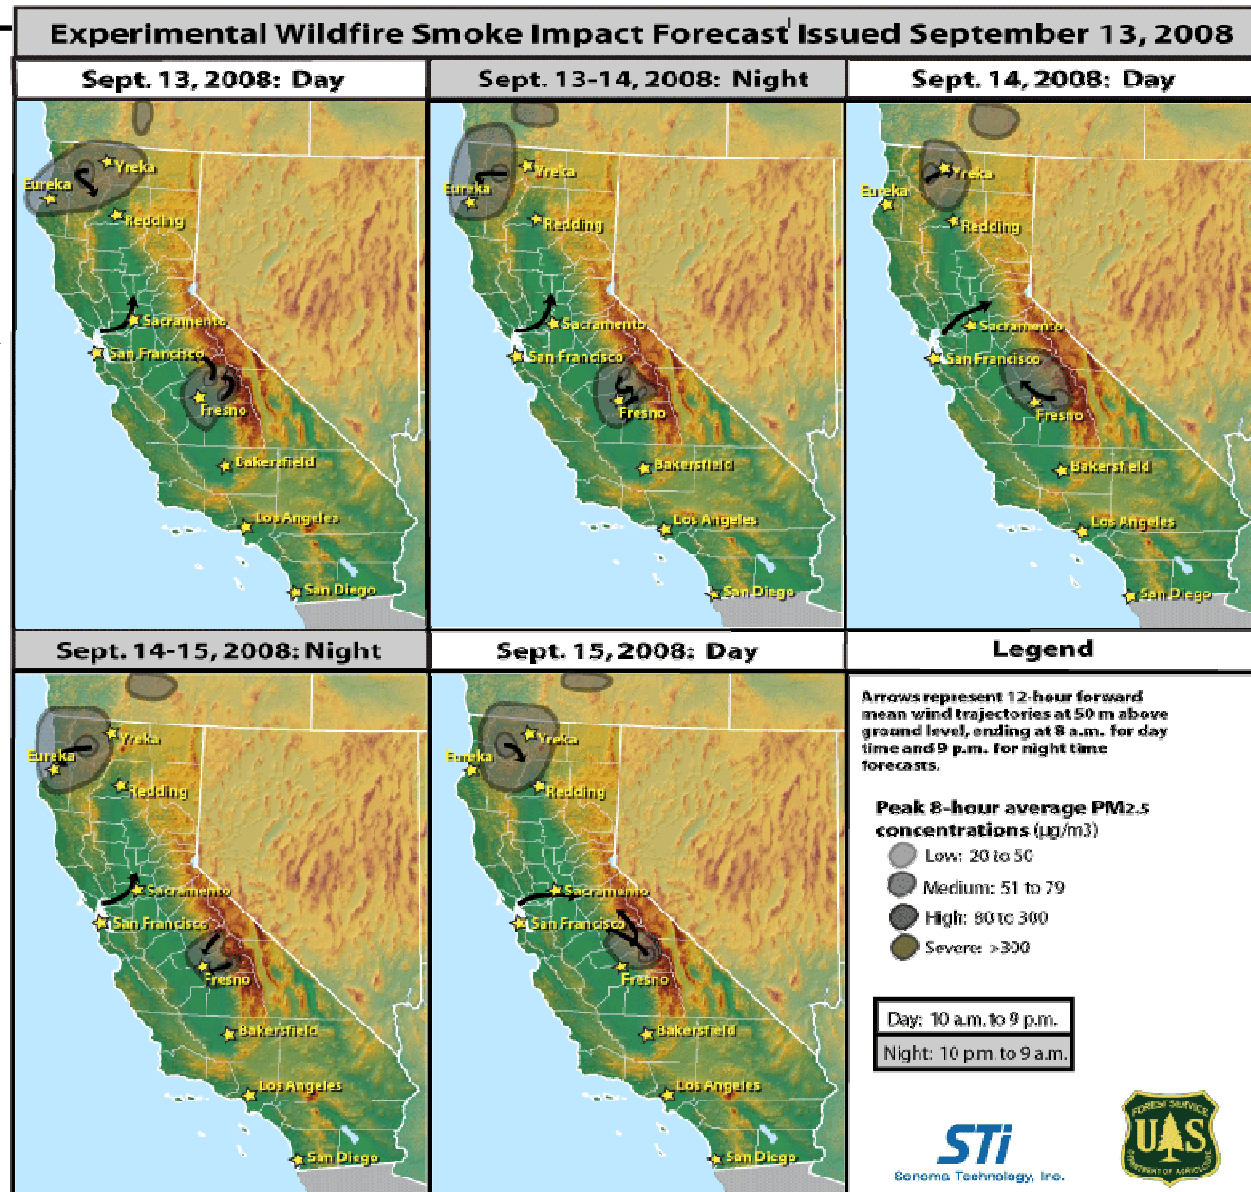 Experimental Wildfire Smoke Impact Forecast Issued September 13, 2008
Sept. 13, 2008: Day
Sept. 13-14, 2008: Night
Sept. 14, 2008: Day
Yreka
Eureka
Redding
Sacramento
San Francisco
Fresno
Bakersfield
Los Angeles
San Diego
Yreka
Eureka
Redding
Sacramento
San Francisco
Fresno
Bakersfield
Los Angeles
San Diego
Yreka
Eureka
Redding
Sacramento
San Francisco
Fresno
Bakersfield
Los Angeles
San Diego
Sept. 14-15, 2008: Night
Sept. 15, 2008: Day
Legend
Yreka
Eureka
Redding
Sacramento
San Francisco
Fresno
Bakersfield
Los Angeles
San Diego
Yreka
Eureka
Redding
Sacramento
San Francisco
Fresno
Bakersfield
Los Angeles
San Diego
Arrows represent 12-hour forward
mean wind trajectories at 50 m above
ground level, ending at 8 a.m. for day
time and 9 p.m. for night time
forecasts.
Peak 8-hour average PM2.5
concentrations (µg/m3)
Low: 20 to 50
Medium: 51 to 79
High: 80 to 300
Severe: >300
Day: 10 a.m. to 9 p.m.
Night: 10 p.m. to 9 a.m.
STi
Sonoma Technology, Inc.
FOREST SERVICE
U S
DEPARTMENT OF AGRICULTURE